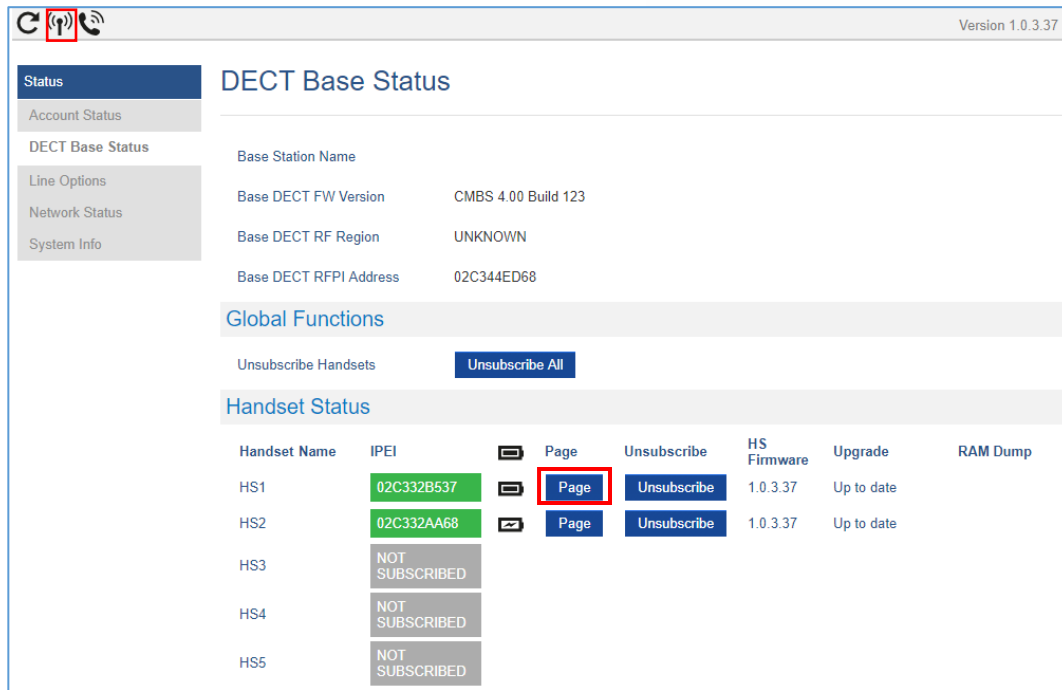 Version 1.0.3.37
Status
Account Status
DECT Base Status
Line Options
Network Status
System Info
DECT Base Status
Base Station Name
Base DECT FW Version CMBS 4.00 Build 123
Base DECT RF Region UNKNOWN
Base DECT RFPI Address 02C344ED68
Global Functions
Unsubscribe Handsets Unsubscribe All
Handset Status
Handset Name IPEI Page Unsubscribe HS Firmware Upgrade RAM Dump
HS1 02C332B537 Page Unsubscribe 1.0.3.37 Up to date
HS2 02C332AA68 Page Unsubscribe 1.0.3.37 Up to date
HS3 NOT SUBSCRIBED
HS4 NOT SUBSCRIBED
HS5 NOT SUBSCRIBED